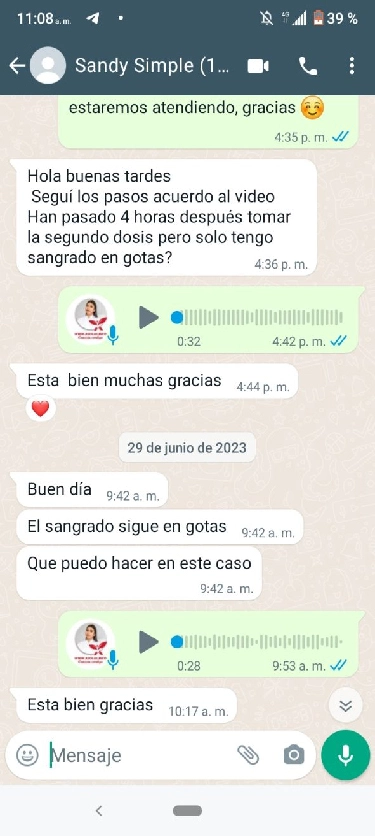 11:08 a. m.
4G
39 %
Sandy Simple (1...
estaremos atendiendo, gracias ☺️
4:35 p. m.
Hola buenas tardes
Seguí los pasos acuerdo al video
Han pasado 4 horas después tomar
la segundo dosis pero solo tengo
sangrado en gotas?
4:36 p. m.
0:32
4:42 p. m.
Esta bien muchas gracias
4:44 p. m.
29 de junio de 2023
Buen día
9:42 a. m.
El sangrado sigue en gotas
9:42 a. m.
Que puedo hacer en este caso
9:42 a. m.
0:28
9:53 a. m.
Esta bien gracias
10:17 a. m.
Mensaje